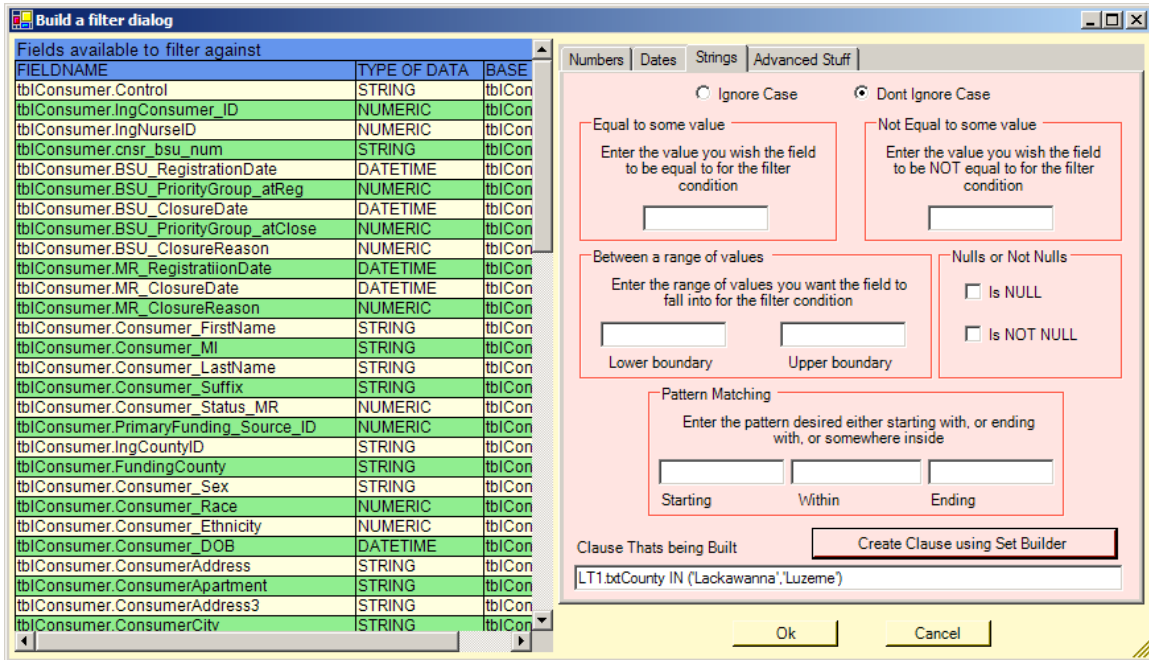 Build a filter dialog
Fields available to filter against
FIELDNAME TYPE OF DATA BASE
tblConsumer.Control STRING tblCon
tblConsumer.lngConsumer_ID NUMERIC tblCon
tblConsumer.lngNurseID NUMERIC tblCon
tblConsumer.cnsr_bsu_num STRING tblCon
tblConsumer.BSU_RegistrationDate DATETIME tblCon
tblConsumer.BSU_PriorityGroup_atReg NUMERIC tblCon
tblConsumer.BSU_ClosureDate DATETIME tblCon
tblConsumer.BSU_PriorityGroup_atClose NUMERIC tblCon
tblConsumer.BSU_ClosureReason NUMERIC tblCon
tblConsumer.MR_RegistratiionDate DATETIME tblCon
tblConsumer.MR_ClosureDate DATETIME tblCon
tblConsumer.MR_ClosureReason NUMERIC tblCon
tblConsumer.Consumer_FirstName STRING tblCon
tblConsumer.Consumer_MI STRING tblCon
tblConsumer.Consumer_LastName STRING tblCon
tblConsumer.Consumer_Suffix STRING tblCon
tblConsumer.Consumer_Status_MR NUMERIC tblCon
tblConsumer.PrimaryFunding_Source_ID NUMERIC tblCon
tblConsumer.lngCountyID STRING tblCon
tblConsumer.FundingCounty STRING tblCon
tblConsumer.Consumer_Sex STRING tblCon
tblConsumer.Consumer_Race NUMERIC tblCon
tblConsumer.Consumer_Ethnicity NUMERIC tblCon
tblConsumer.Consumer_DOB DATETIME tblCon
tblConsumer.ConsumerAddress STRING tblCon
tblConsumer.ConsumerApartment STRING tblCon
tblConsumer.ConsumerAddress3 STRING tblCon
tblConsumer.ConsumerCity STRING tblCon
Numbers Dates Strings Advanced Stuff
Ignore Case Dont Ignore Case
Equal to some value
Enter the value you wish the field
to be equal to for the filter
condition
Not Equal to some value
Enter the value you wish the field
to be NOT equal to for the filter
condition
Between a range of values
Enter the range of values you want the field to
fall into for the filter condition
Lower boundary Upper boundary
Nulls or Not Nulls
Is NULL
Is NOT NULL
Pattern Matching
Enter the pattern desired either starting with, or ending
with, or somewhere inside
Starting Within Ending
Clause Thats being Built
Create Clause using Set Builder
LT1.txtCounty IN ('Lackawanna','Luzerne')
Ok Cancel